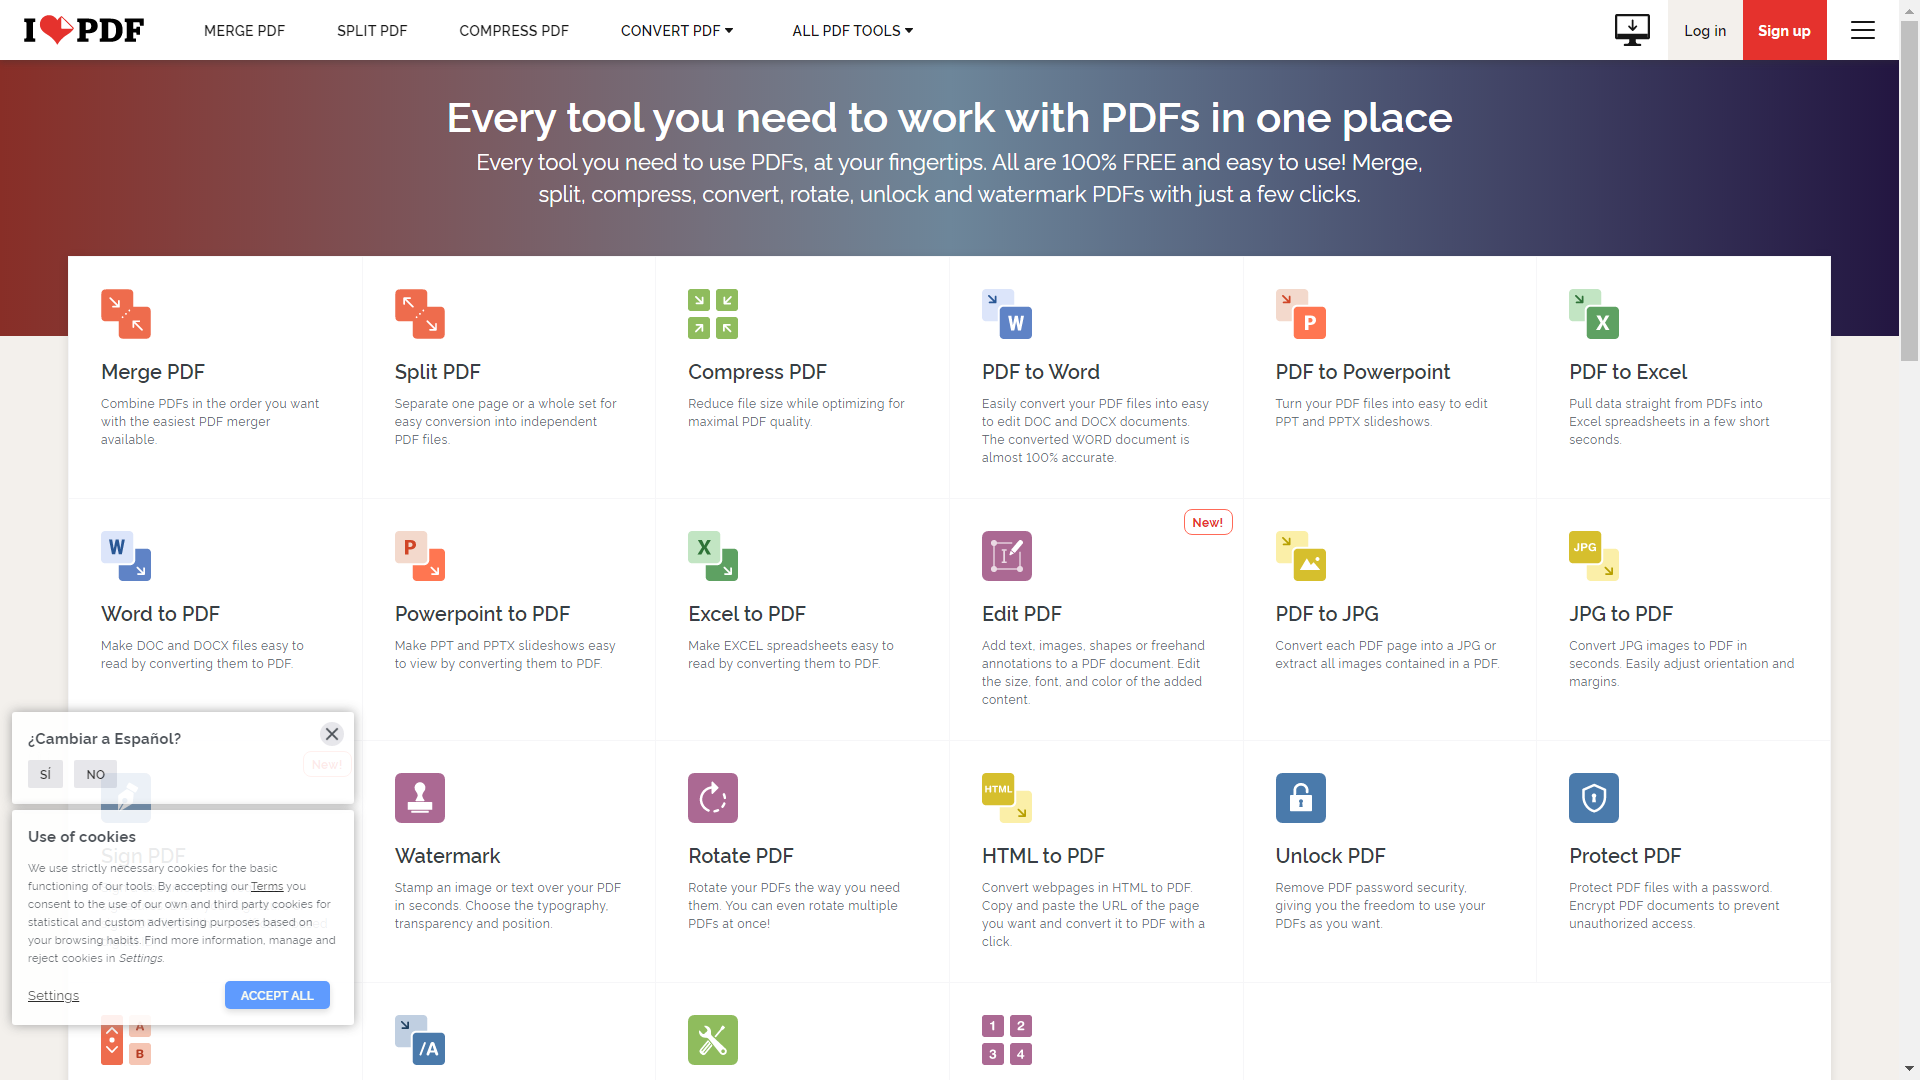 I PDF
MERGE PDF
SPLIT PDF
COMPRESS PDF
CONVERT PDF
ALL PDF TOOLS
Log in
Sign up
Every tool you need to work with PDFs in one place
Every tool you need to use PDFs, at your fingertips. All are 100% FREE and easy to use! Merge,
split, compress, convert, rotate, unlock and watermark PDFs with just a few clicks.
Merge PDF
Combine PDFs in the order you want
with the easiest PDF merger
available.
Split PDF
Separate one page or a whole set for
easy conversion into independent
PDF files.
Compress PDF
Reduce file size while optimizing for
maximal PDF quality.
W
PDF to Word
Easily convert your PDF files into easy
to edit DOC and DOCX documents.
The converted WORD document is
almost 100% accurate.
P
PDF to Powerpoint
Turn your PDF files into easy to edit
PPT and PPTX slideshows.
X
PDF to Excel
Pull data straight from PDFs into
Excel spreadsheets in a few short
seconds.
W
Word to PDF
Make DOC and DOCX files easy to
read by converting them to PDF.
P
Powerpoint to PDF
Make PPT and PPTX slideshows easy
to view by converting them to PDF.
X
Excel to PDF
Make EXCEL spreadsheets easy to
read by converting them to PDF.
New!
I
Edit PDF
Add text, images, shapes or freehand
annotations to a PDF document. Edit
the size, font, and color of the added
content.
PDF to JPG
Convert each PDF page into a JPG or
extract all images contained in a PDF.
JPG
JPG to PDF
Convert JPG images to PDF in
seconds. Easily adjust orientation and
margins.
¿Cambiar a Español?
SÍ
NO
New!
Sign PDF
Use of cookies
We use strictly necessary cookies for the basic
functioning of our tools. By accepting our Terms you
consent to the use of our own and third party cookies for
statistical and custom advertising purposes based on
your browsing habits. Find more information, manage and
reject cookies in Settings.
Settings
ACCEPT ALL
Watermark
Stamp an image or text over your PDF
in seconds. Choose the typography,
transparency and position.
Rotate PDF
Rotate your PDFs the way you need
them. You can even rotate multiple
PDFs at once!
HTML
HTML to PDF
Convert webpages in HTML to PDF.
Copy and paste the URL of the page
you want and convert it to PDF with a
click.
Unlock PDF
Remove PDF password security,
giving you the freedom to use your
PDFs as you want.
Protect PDF
Protect PDF files with a password.
Encrypt PDF documents to prevent
unauthorized access.
A
B
/A
1 2
3 4